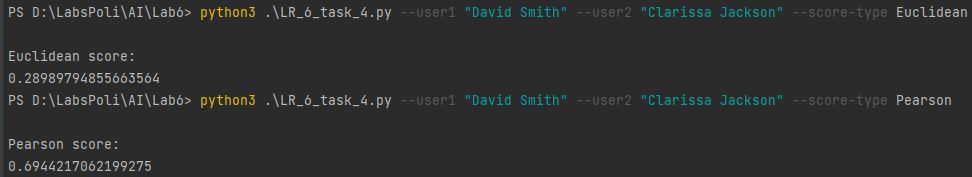 PS D:\LabsPoli\AI\Lab6> python3 .\LR_6_task_4.py --user1 "David Smith" --user2 "Clarissa Jackson" --score-type Euclidean
Euclidean score:
0.28989794855663564
PS D:\LabsPoli\AI\Lab6> python3 .\LR_6_task_4.py --user1 "David Smith" --user2 "Clarissa Jackson" --score-type Pearson
Pearson score:
0.6944217062199275